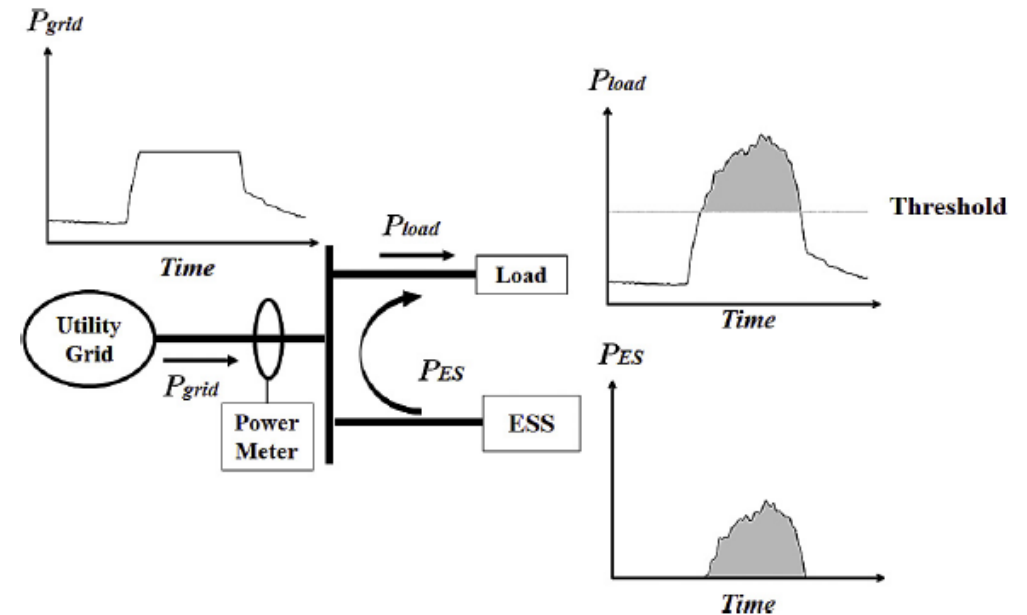 Pgrid
Time
Pload
Threshold
Time
Pload
Load
Utility
Grid
Pgrid
Power
Meter
PES
ESS
PES
Time